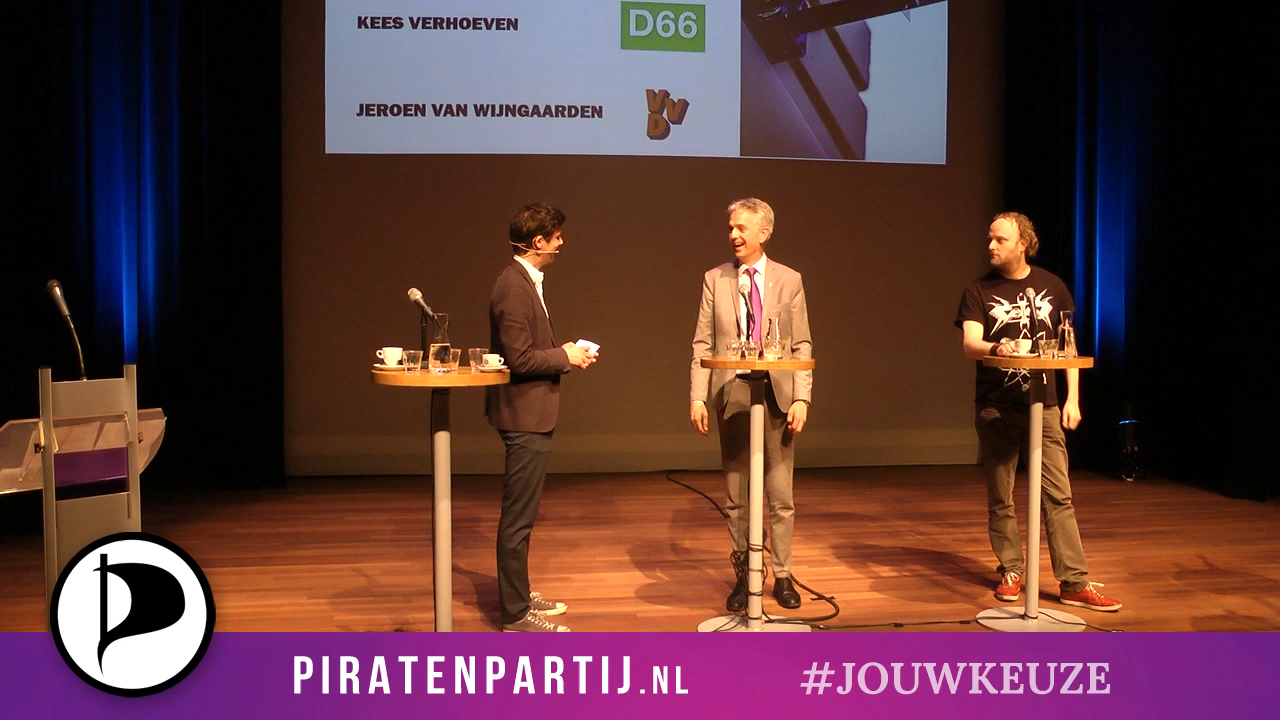 KEES VERHOEVEN
D66
JEROEN VAN WIJNGAARDEN
VVD
PIRATENPARTIJ.NL
#JOUWKEUZE